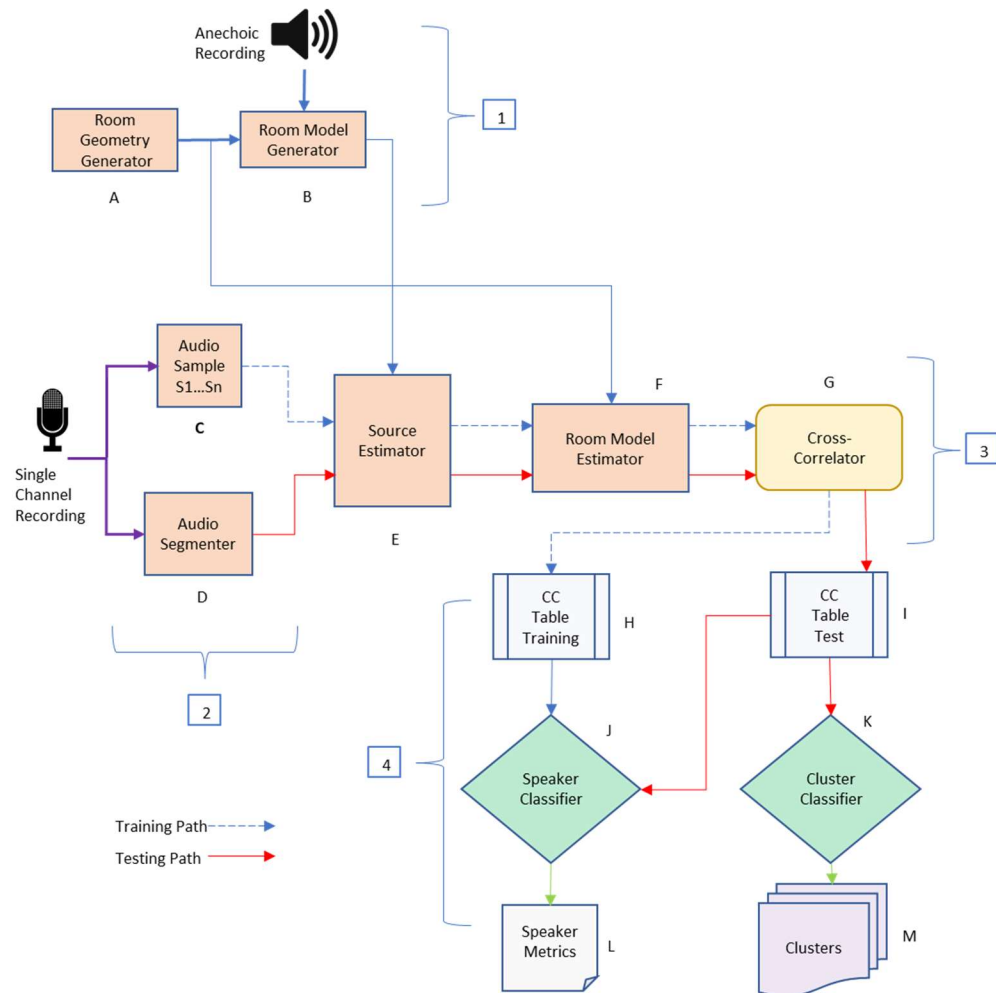 Anechoic
Recording
1
Room
Geometry
Generator
Room Model
Generator
A
B
Audio
Sample
S1...Sn
C
F
G
Source
Estimator
Room Model
Estimator
Cross-
Correlator
3
Single
Channel
Recording
Audio
Segmenter
E
D
CC
Table
Training
H
CC
Table
Test
I
2
J
K
4
Speaker
Classifier
Cluster
Classifier
Training Path
Testing Path
Speaker
Metrics
L
Clusters
M